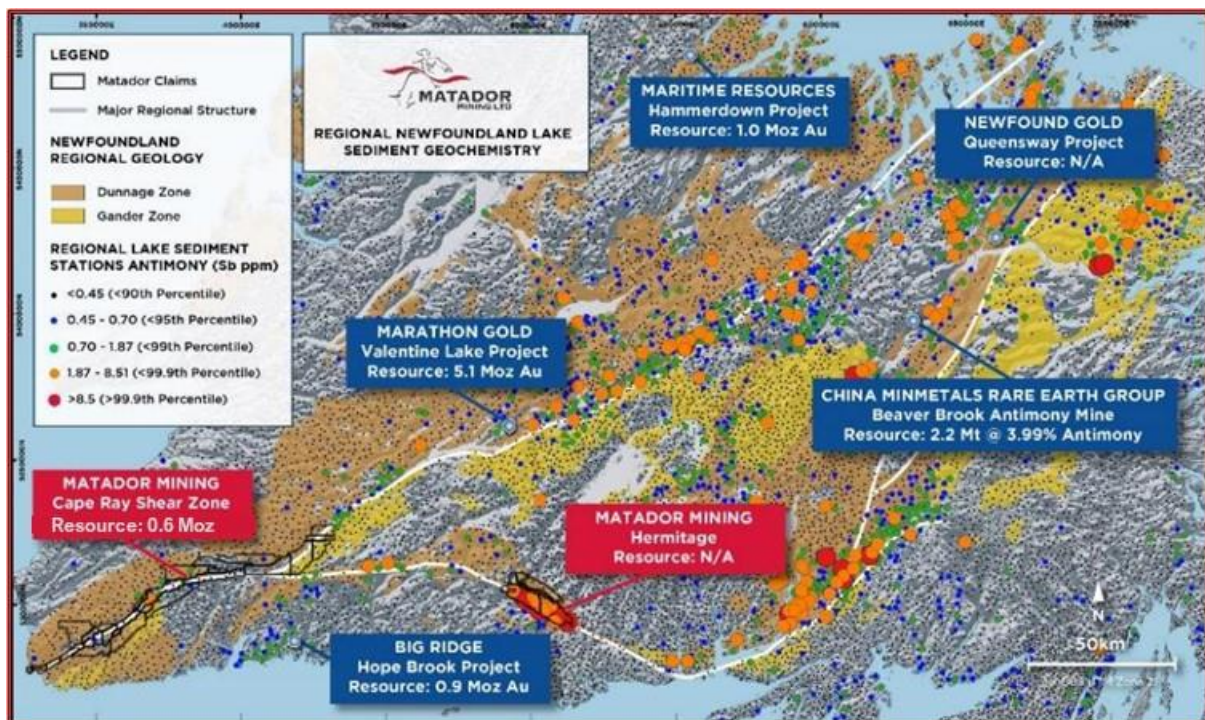 LEGEND
Matador Claims
Major Regional Structure
NEWFOUNDLAND
REGIONAL GEOLOGY
Dunnage Zone
Gander Zone
REGIONAL LAKE SEDIMENT
STATIONS ANTIMONY (Sb ppm)
<0.45 (<90th Percentile)
0.45 - 0.70 (<95th Percentile)
0.70 - 1.87 (<99th Percentile)
1.87 - 8.51 (<99.9th Percentile)
>8.5 (>99.9th Percentile)
MATADOR
MINING LTD
REGIONAL NEWFOUNDLAND LAKE
SEDIMENT GEOCHEMISTRY
MARITIME RESOURCES
Hammerdown Project
Resource: 1.0 Moz Au
NEWFOUND GOLD
Queensway Project
Resource: N/A
MARATHON GOLD
Valentine Lake Project
Resource: 5.1 Moz Au
CHINA MINMETALS RARE EARTH GROUP
Beaver Brook Antimony Mine
Resource: 2.2 Mt @ 3.99% Antimony
MATADOR MINING
Cape Ray Shear Zone
Resource: 0.6 Moz
MATADOR MINING
Hermitage
Resource: N/A
BIG RIDGE
Hope Brook Project
Resource: 0.9 Moz Au
N
50km